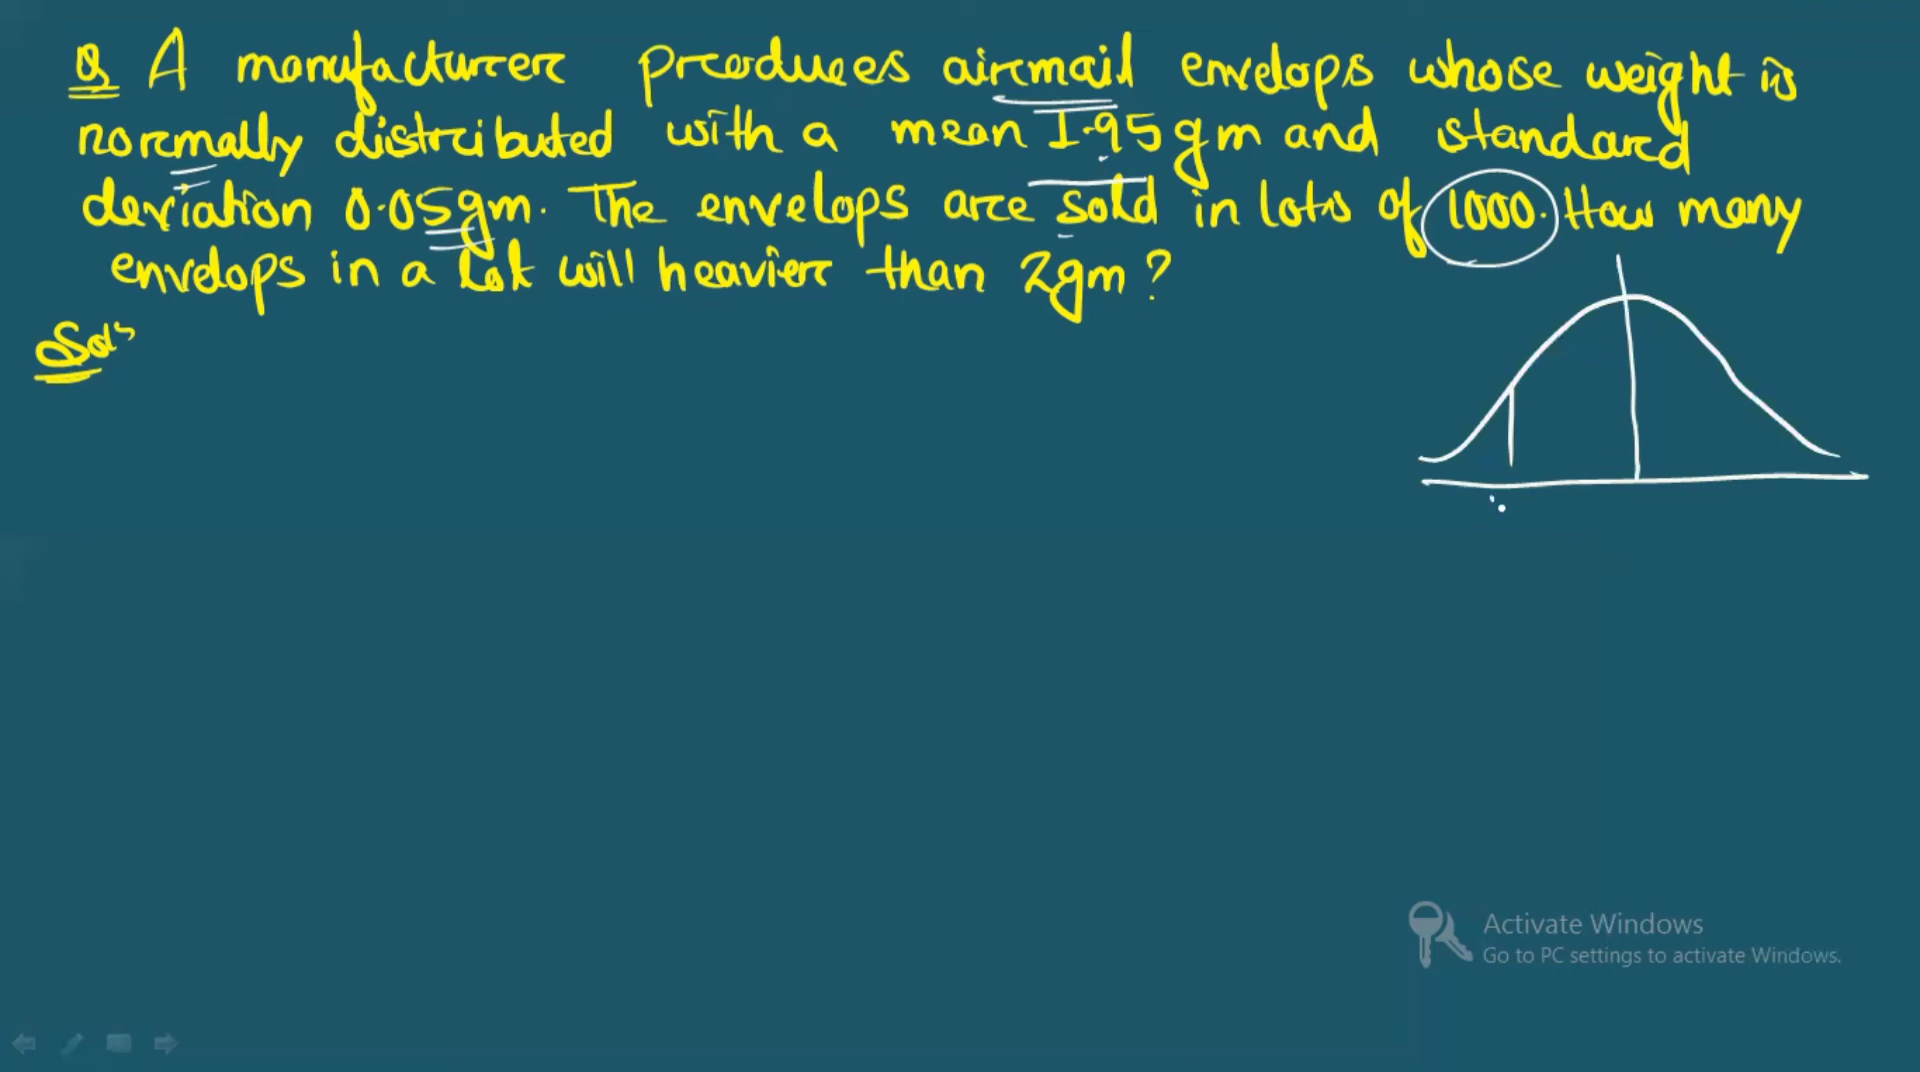 Q A manufacturer produces airmail envelops whose weight is
normally distributed with a mean 1.95gm and standard
deviation 0.05gm. The envelops are sold in lots of 1000. How many
envelops in a lot will heavier than 2gm?
Sol:
Activate Windows
Go to PC settings to activate Windows.